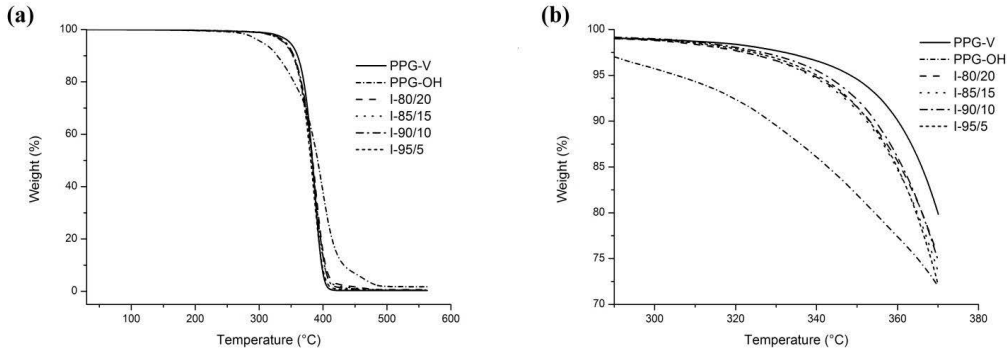 (a)
100
80
60
40
20
0
Weight (%)
100
200
300
400
500
600
Temperature (°C)
PPG-V
PPG-OH
I-80/20
I-85/15
I-90/10
I-95/5
(b)
100
95
90
85
80
75
70
Weight (%)
300
320
340
360
380
Temperature (°C)
PPG-V
PPG-OH
I-80/20
I-85/15
I-90/10
I-95/5